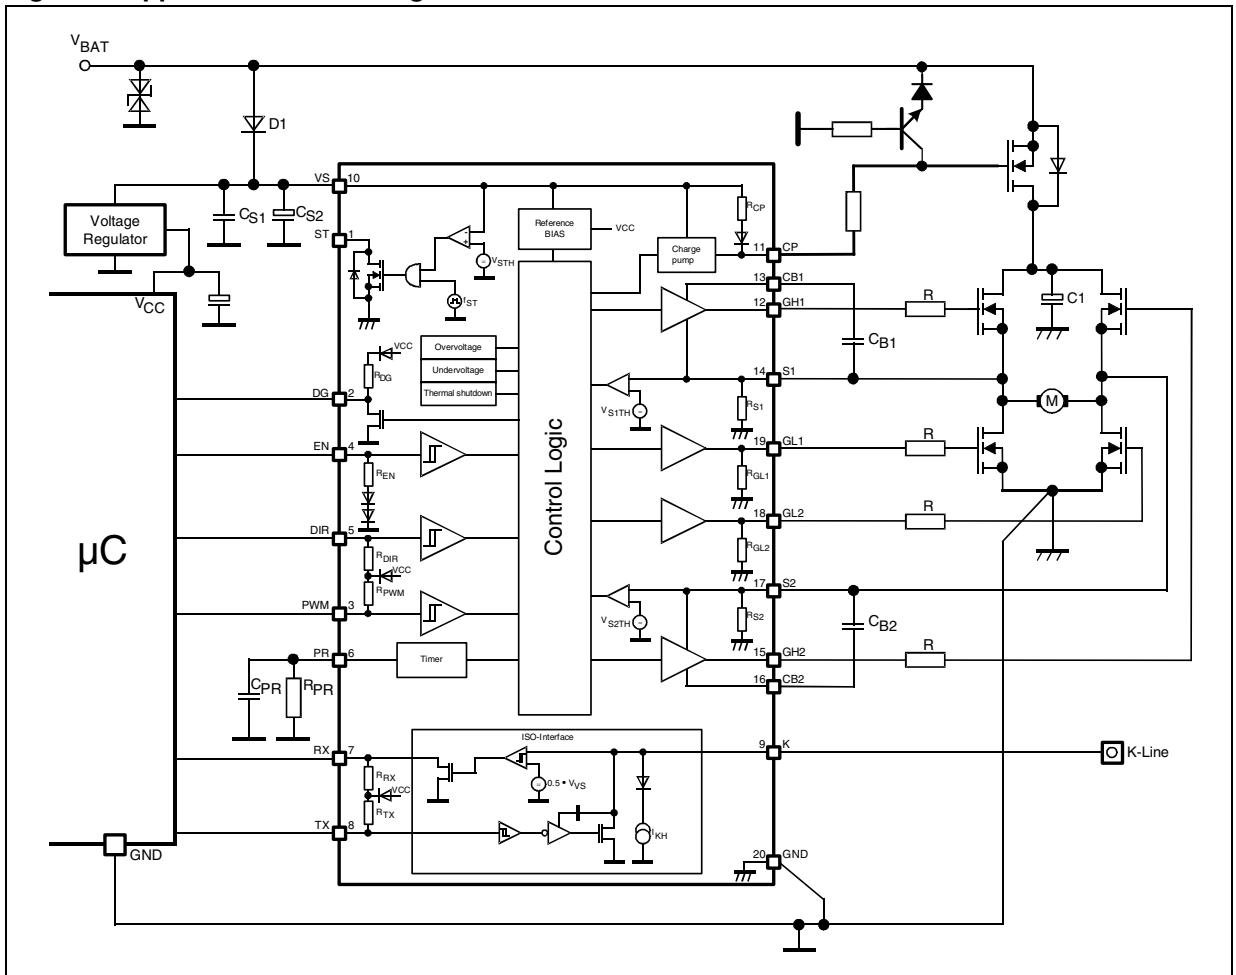 V_BAT
D1
VS 10
C_S1
C_S2
Voltage
Regulator
ST 1
V_CC
Reference
BIAS
VCC
R_CP
Charge
pump
11 CP
13 CB1
12 GH1
R
C1
C_B1
V_STH
f_ST
VCC
R_DG
Overvoltage
Undervoltage
Thermal shutdown
14 S1
V_S1TH
R_S1
M
DG 2
EN 4
R_EN
Control Logic
19 GL1
R
R_GL1
18 GL2
R
R_GL2
µC
DIR 5
R_DIR
VCC
R_PWM
PWM 3
17 S2
V_S2TH
R_S2
C_B2
PR 6
Timer
15 GH2
R
16 CB2
C_PR
R_PR
ISO-Interface
RX 7
9 K
K-Line
R_RX
VCC
R_TX
0.5 • V_VS
TX 8
I_KH
GND
20 GND